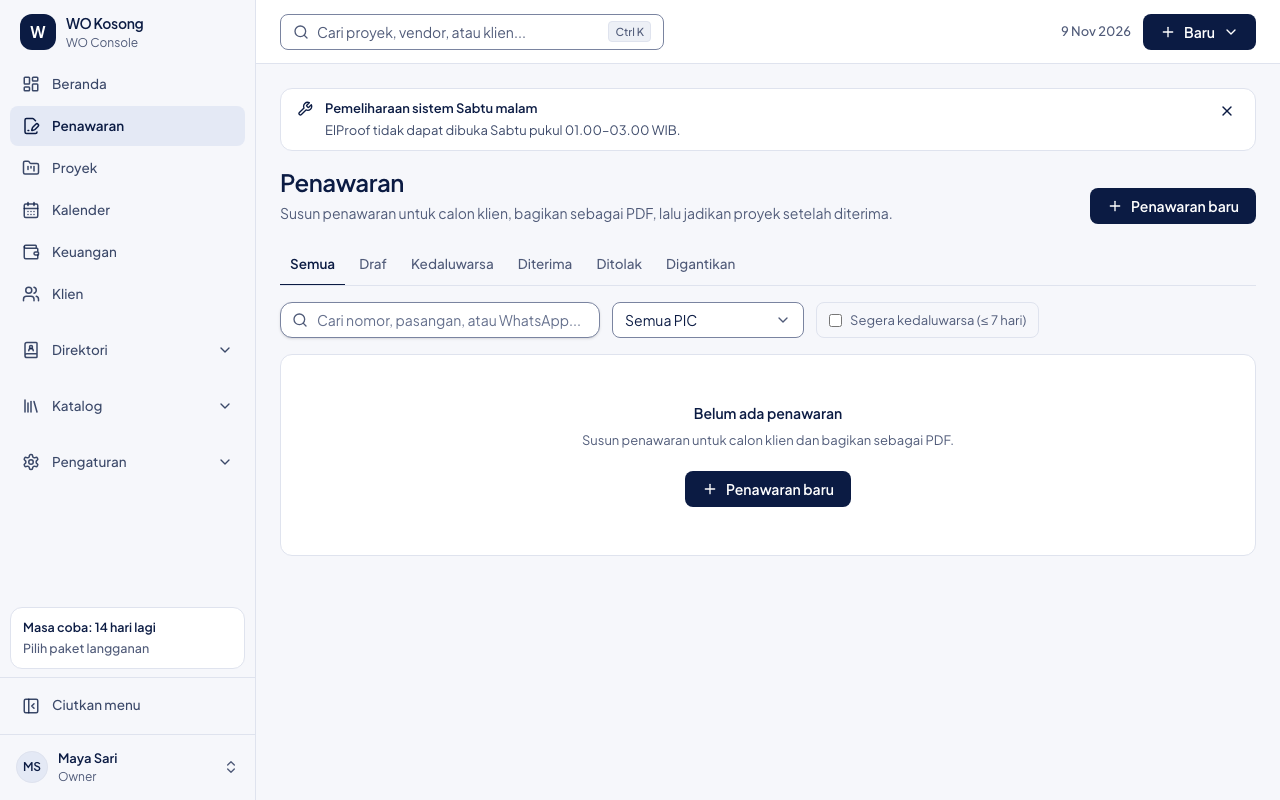 W
WO Kosong
WO Console
Beranda
Penawaran
Proyek
Kalender
Keuangan
Klien
Direktori
Katalog
Pengaturan
Masa coba: 14 hari lagi
Pilih paket langganan
Ciutkan menu
MS
Maya Sari
Owner
Cari proyek, vendor, atau klien...
Ctrl K
9 Nov 2026
Baru
Pemeliharaan sistem Sabtu malam
ElProof tidak dapat dibuka Sabtu pukul 01.00–03.00 WIB.
Penawaran
Susun penawaran untuk calon klien, bagikan sebagai PDF, lalu jadikan proyek setelah diterima.
Penawaran baru
Semua
Draf
Kedaluwarsa
Diterima
Ditolak
Digantikan
Cari nomor, pasangan, atau WhatsApp...
Semua PIC
Segera kedaluwarsa (≤ 7 hari)
Belum ada penawaran
Susun penawaran untuk calon klien dan bagikan sebagai PDF.
Penawaran baru